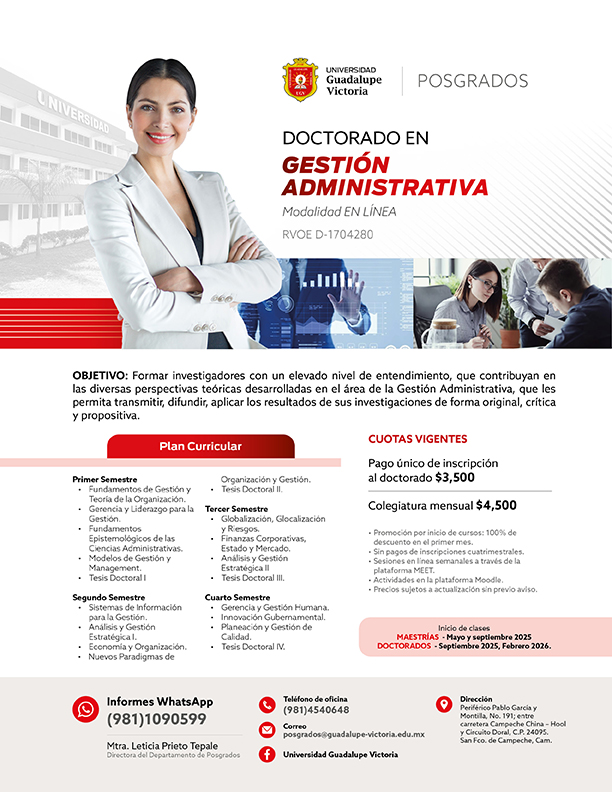 UNIVERSIDAD
UNIVERSIDAD
Guadalupe
Victoria
UGV
POSGRADOS
DOCTORADO EN
GESTIÓN
ADMINISTRATIVA
Modalidad EN LÍNEA
RVOE D-1704280
OBJETIVO: Formar investigadores con un elevado nivel de entendimiento, que contribuyan en
las diversas perspectivas teóricas desarrolladas en el área de la Gestión Administrativa, que les
permita transmitir, difundir, aplicar los resultados de sus investigaciones de forma original, crítica
y propositiva.
Plan Curricular
Primer Semestre
• Fundamentos de Gestión y
Teoría de la Organización.
• Gerencia y Liderazgo para la
Gestión.
• Fundamentos
Epistemológicos de las
Ciencias Administrativas.
• Modelos de Gestión y
Management.
• Tesis Doctoral I
Segundo Semestre
• Sistemas de Información
para la Gestión.
• Análisis y Gestión
Estratégica I.
• Economía y Organización.
• Nuevos Paradigmas de
Organización y Gestión.
• Tesis Doctoral II.
Tercer Semestre
• Globalización, Glocalización
y Riesgos.
• Finanzas Corporativas,
Estado y Mercado.
• Análisis y Gestión
Estratégica II
• Tesis Doctoral III.
Cuarto Semestre
• Gerencia y Gestión Humana.
• Innovación Gubernamental.
• Planeación y Gestión de
Calidad.
• Tesis Doctoral IV.
CUOTAS VIGENTES
Pago único de inscripción
al doctorado $3,500
Colegiatura mensual $4,500
• Promoción por inicio de cursos: 100% de
descuento en el primer mes.
• Sin pagos de inscripciones cuatrimestrales.
• Sesiones en línea semanales a través de la
plataforma MEET.
• Actividades en la plataforma Moodle.
• Precios sujetos a actualización sin previo aviso.
Inicio de clases
MAESTRÍAS - Mayo y septiembre 2025
DOCTORADOS - Septiembre 2025, Febrero 2026.
Informes WhatsApp
(981)1090599
Mtra. Leticia Prieto Tepale
Directora del Departamento de Posgrados
Teléfono de oficina
(981)4540648
Correo
posgrados@guadalupe-victoria.edu.mx
Universidad Guadalupe Victoria
Dirección
Periférico Pablo García y
Montilla, No. 191; entre
carretera Campeche China – Hool
y Circuito Doral, C.P. 24095.
San Fco. de Campeche, Cam.